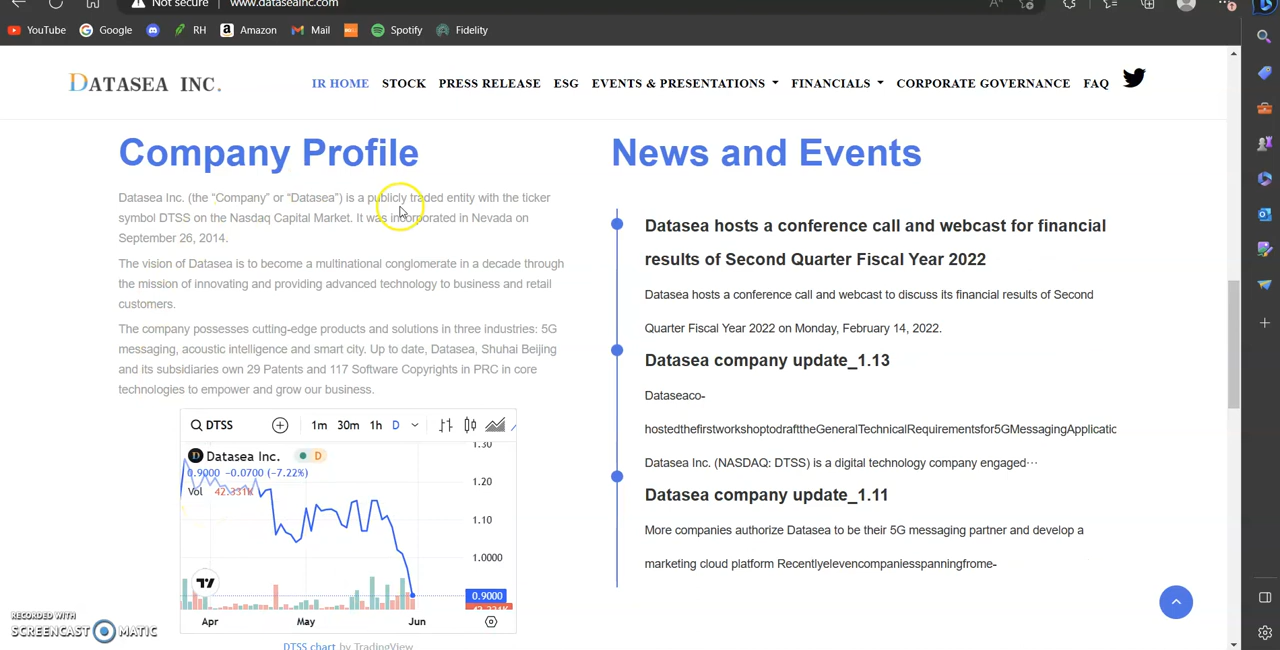 Not secure www.dataseainc.com
YouTube Google RH Amazon Mail Spotify Fidelity
DATASEA INC.
IR HOME STOCK PRESS RELEASE ESG EVENTS & PRESENTATIONS FINANCIALS CORPORATE GOVERNANCE FAQ
Company Profile
Datasea Inc. (the “Company” or “Datasea”) is a publicly traded entity with the ticker
symbol DTSS on the Nasdaq Capital Market. It was incorporated in Nevada on
September 26, 2014.
The vision of Datasea is to become a multinational conglomerate in a decade through
the mission of innovating and providing advanced technology to business and retail
customers.
The company possesses cutting-edge products and solutions in three industries: 5G
messaging, acoustic intelligence and smart city. Up to date, Datasea, Shuhai Beijing
and its subsidiaries own 29 Patents and 117 Software Copyrights in PRC in core
technologies to empower and grow our business.
DTSS 1m 30m 1h D
Datasea Inc. D
0.9000 -0.0700 (-7.22%)
Vol 42.331K
1.30
1.20
1.10
1.0000
0.9000
42.331K
Apr May Jun
DTSS chart by TradingView
News and Events
Datasea hosts a conference call and webcast for financial
results of Second Quarter Fiscal Year 2022
Datasea hosts a conference call and webcast to discuss its financial results of Second
Quarter Fiscal Year 2022 on Monday, February 14, 2022.
Datasea company update_1.13
Dataseaco-
hostedthefirstworkshoptodrafttheGeneralTechnicalRequirementsfor5GMessagingApplicatic
Datasea Inc. (NASDAQ: DTSS) is a digital technology company engaged···
Datasea company update_1.11
More companies authorize Datasea to be their 5G messaging partner and develop a
marketing cloud platform Recentlyelevencompaniesspanningfrome-
RECORDED WITH
SCREENCAST MATIC